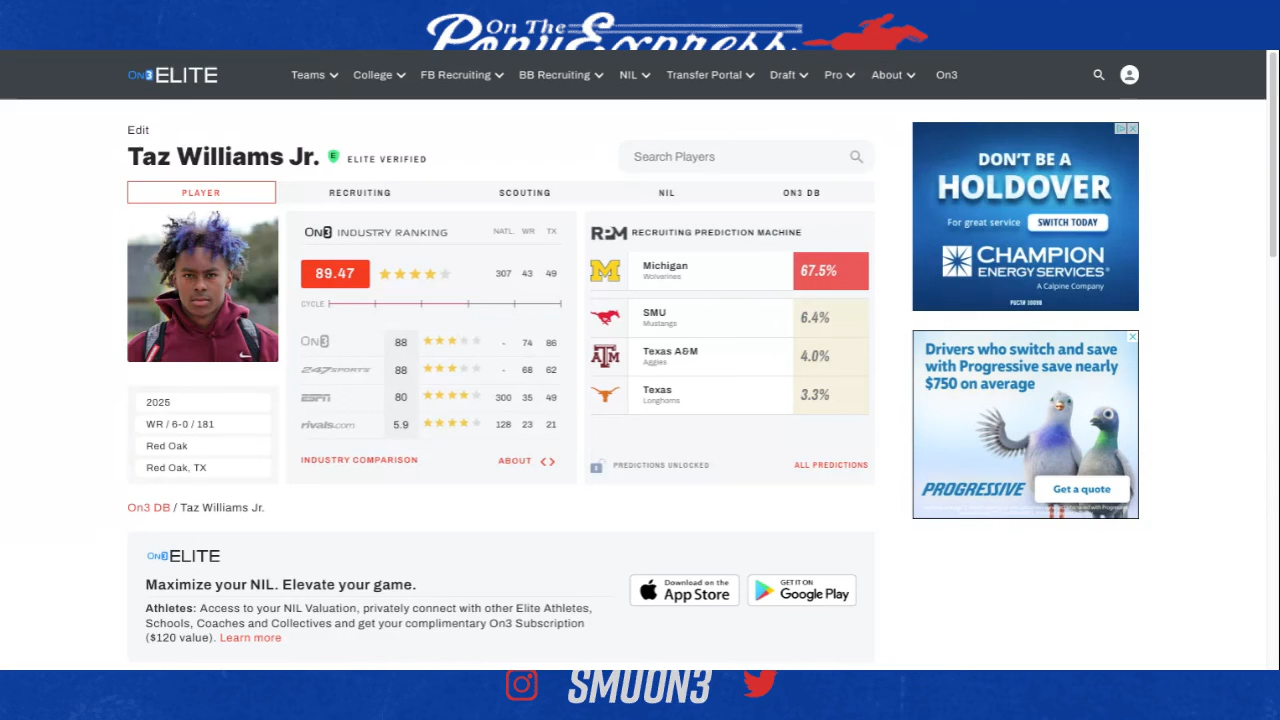 On The
Pony Express
On3 ELITE Teams College FB Recruiting BB Recruiting NIL Transfer Portal Draft Pro About On3
Edit
Taz Williams Jr. E ELITE VERIFIED
Search Players
PLAYER RECRUITING SCOUTING NIL ON3 DB
On3 INDUSTRY RANKING NATL. WR TX
89.47 307 43 49
CYCLE
On3 88 - 74 86
247SPORTS 88 - 68 62
ESPN 80 300 35 49
rivals.com 5.9 128 23 21
INDUSTRY COMPARISON ABOUT
RPM RECRUITING PREDICTION MACHINE
Michigan
Wolverines
67.5%
SMU
Mustangs
6.4%
Texas A&M
Aggies
4.0%
Texas
Longhorns
3.3%
PREDICTIONS UNLOCKED ALL PREDICTIONS
2025
WR / 6-0 / 181
Red Oak
Red Oak, TX
On3 DB / Taz Williams Jr.
On3 ELITE
Maximize your NIL. Elevate your game.
Athletes: Access to your NIL Valuation, privately connect with other Elite Athletes,
Schools, Coaches and Collectives and get your complimentary On3 Subscription
($120 value). Learn more
Download on the
App Store
GET IT ON
Google Play
DON'T BE A
HOLDOVER
For great service SWITCH TODAY
CHAMPION
ENERGY SERVICES®
A Calpine Company
PUCT# 10098
Drivers who switch and save
with Progressive save nearly
$750 on average
PROGRESSIVE Get a quote
SMUON3